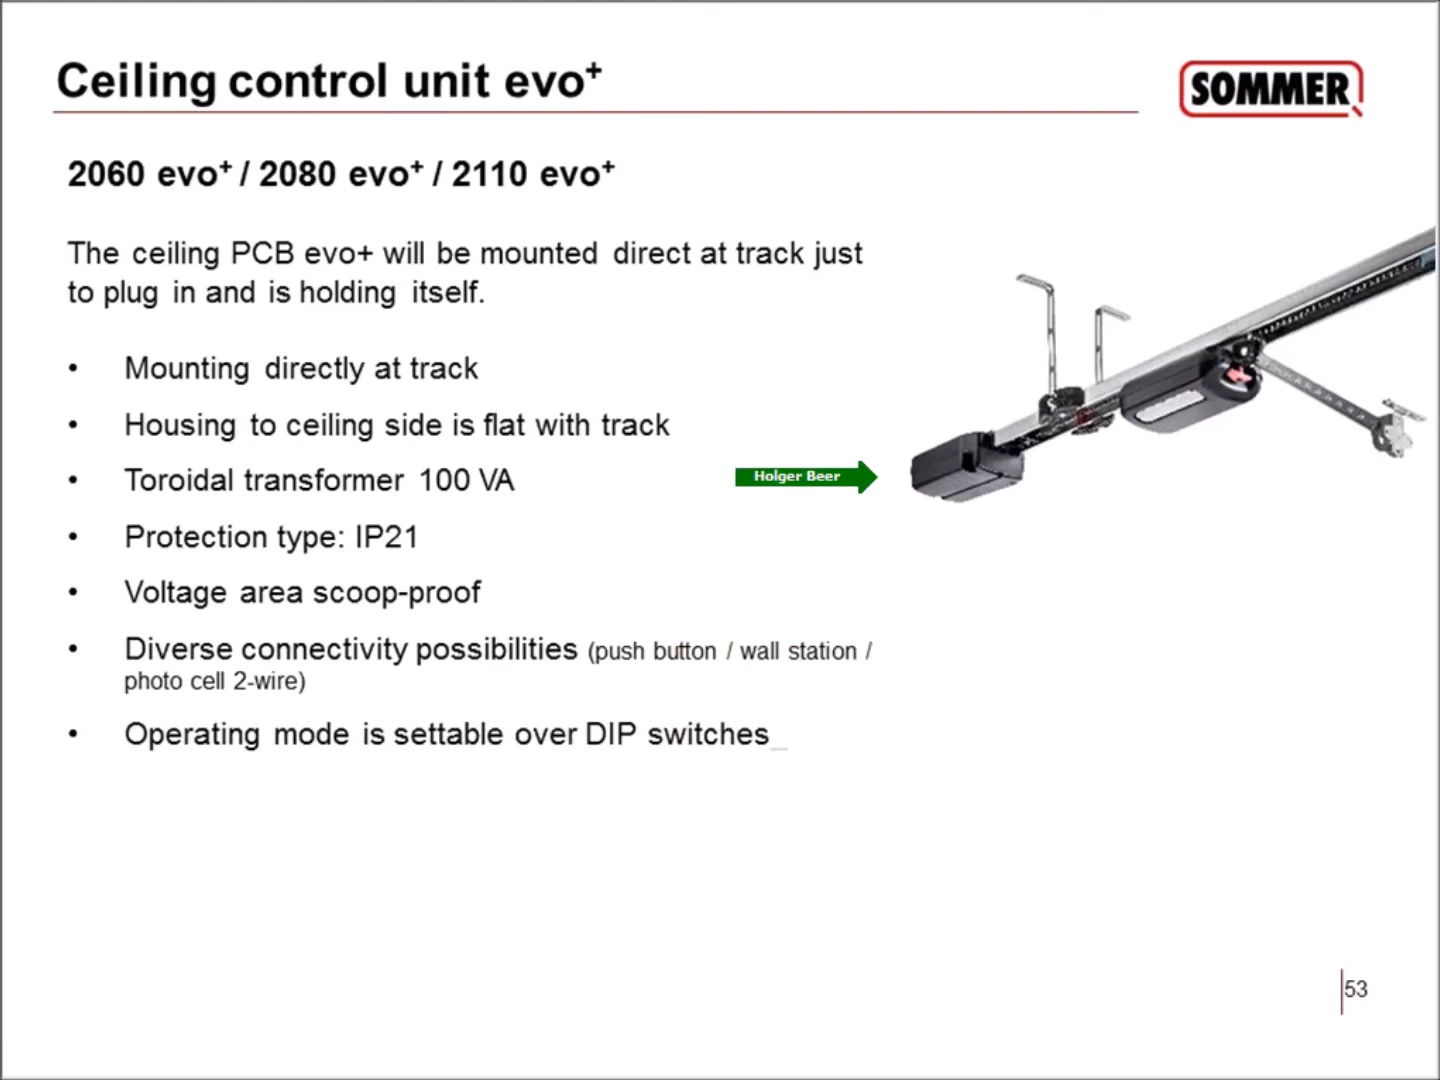 Ceiling control unit evo⁺
SOMMER
2060 evo⁺ / 2080 evo⁺ / 2110 evo⁺
The ceiling PCB evo+ will be mounted direct at track just
to plug in and is holding itself.
• Mounting directly at track
• Housing to ceiling side is flat with track
• Toroidal transformer 100 VA
Holger Beer
• Protection type: IP21
• Voltage area scoop-proof
• Diverse connectivity possibilities (push button / wall station /
photo cell 2-wire)
• Operating mode is settable over DIP switches_
53